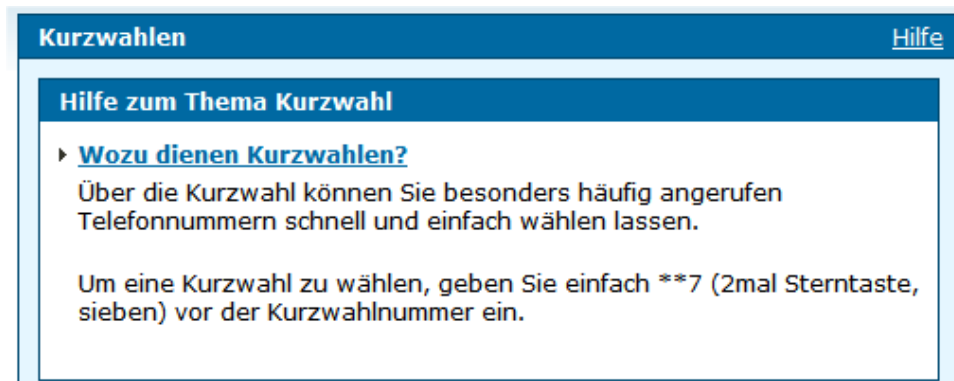 Kurzwahlen Hilfe
Hilfe zum Thema Kurzwahl
Wozu dienen Kurzwahlen?
Über die Kurzwahl können Sie besonders häufig angerufen
Telefonnummern schnell und einfach wählen lassen.
Um eine Kurzwahl zu wählen, geben Sie einfach **7 (2mal Sterntaste,
sieben) vor der Kurzwahlnummer ein.